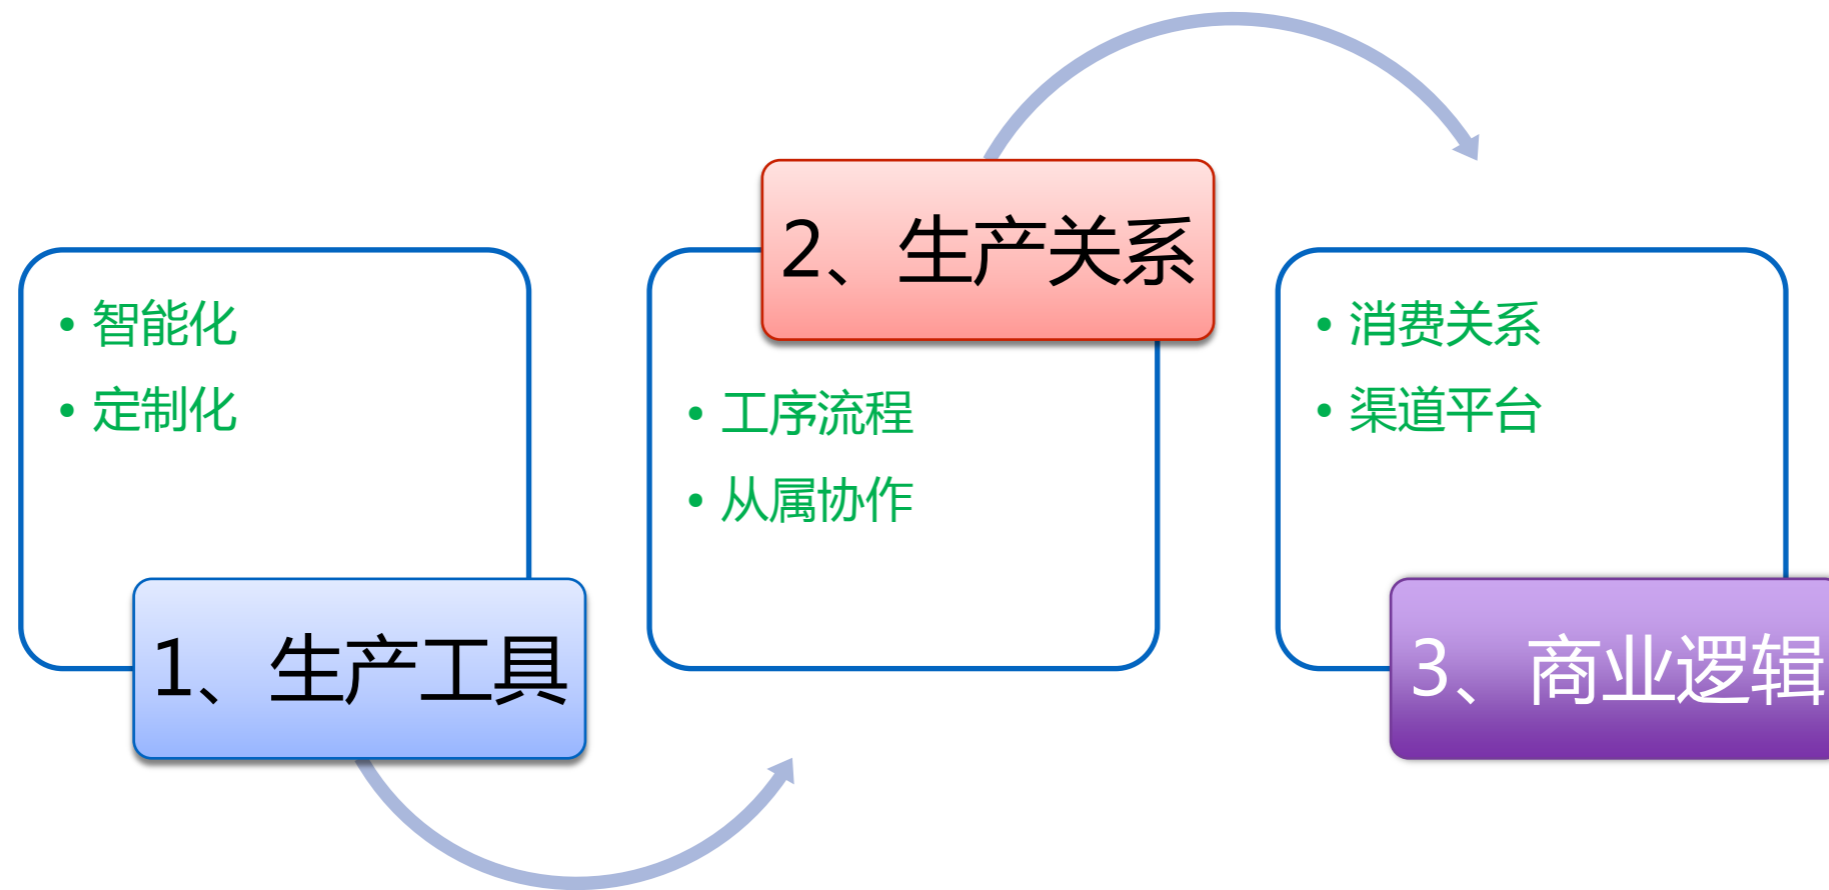 • 智能化
• 定制化
1、生产工具
2、生产关系
• 工序流程
• 从属协作
• 消费关系
• 渠道平台
3、商业逻辑